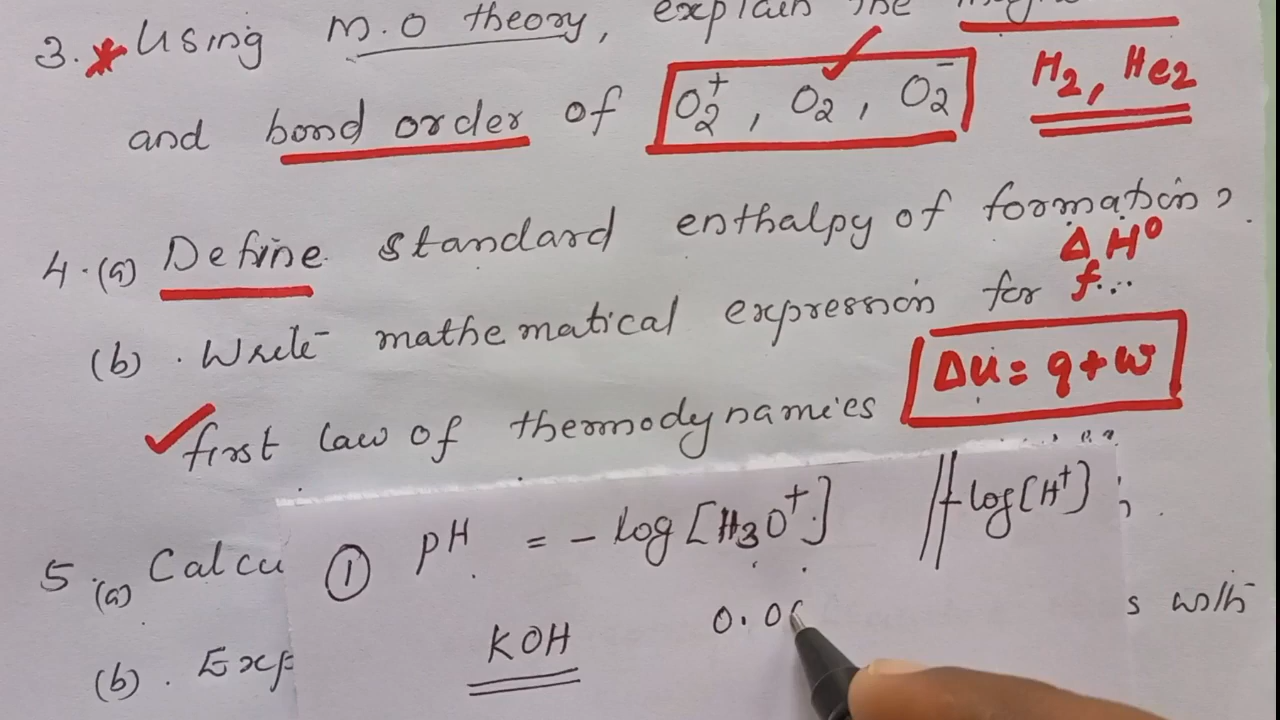 3. * Using M.O theory, explain the
and bond order of O₂⁺, O₂, O₂⁻ H₂, He₂
4.(a) Define standard enthalpy of formation?
ΔH⁰f...
(b). Write mathematical expression for
first law of thermodynamics ΔU = q + w
5.(a) Calcu
① pH = - log [H₃O⁺] // - log [H⁺] ;
KOH 0.00
s with
(b). Exp